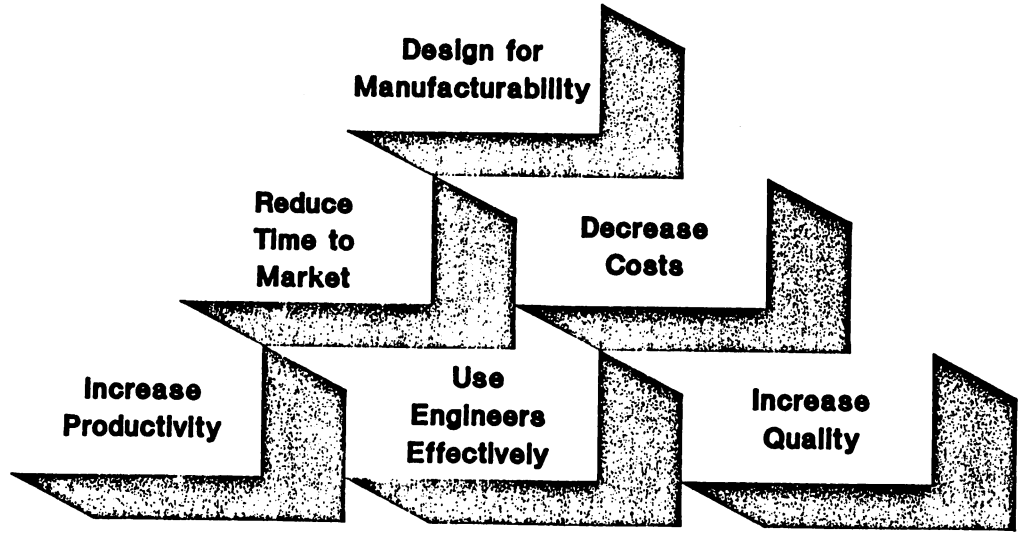 Design for
Manufacturability
Reduce
Time to
Market
Decrease
Costs
Increase
Productivity
Use
Engineers
Effectively
Increase
Quality